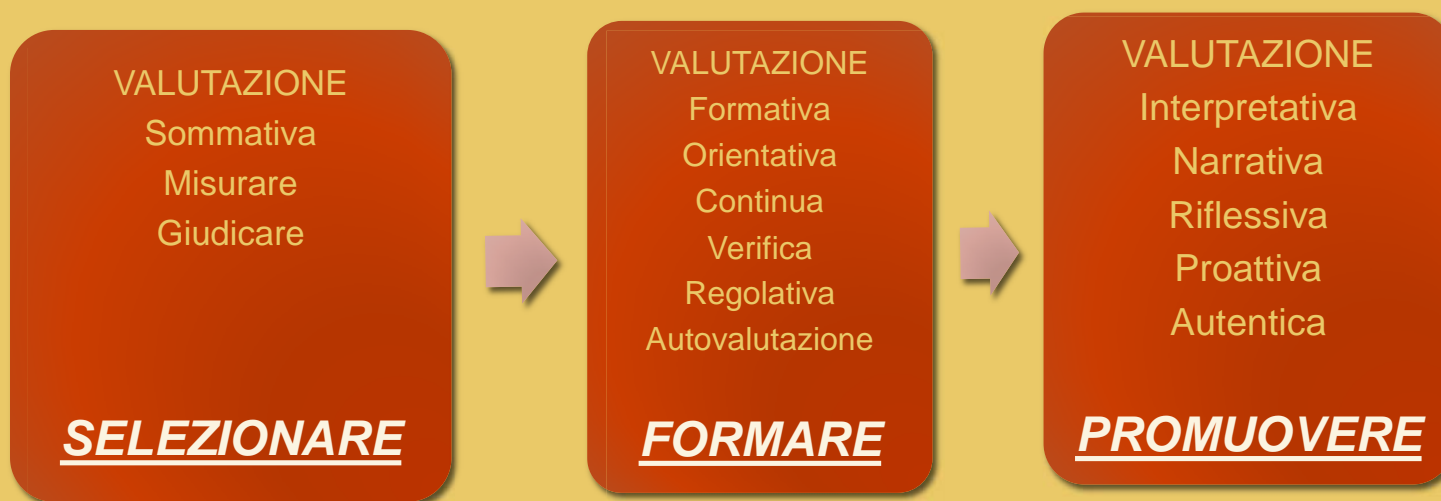 VALUTAZIONE
Sommativa
Misurare
Giudicare
SELEZIONARE
VALUTAZIONE
Formativa
Orientativa
Continua
Verifica
Regolativa
Autovalutazione
FORMARE
VALUTAZIONE
Interpretativa
Narrativa
Riflessiva
Proattiva
Autentica
PROMUOVERE